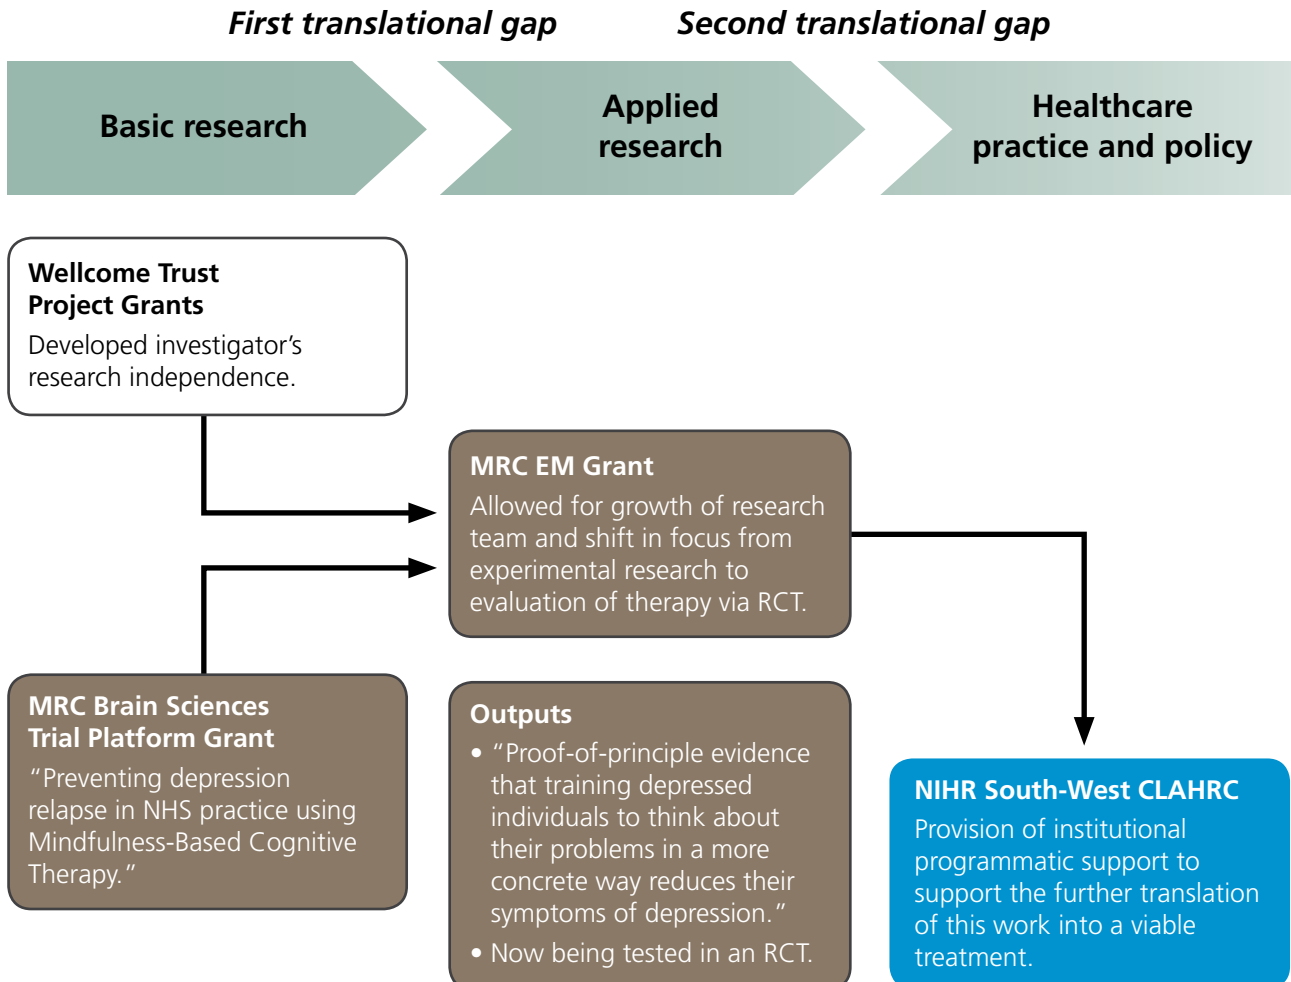 First translational gap
Second translational gap
Basic research
Applied
research
Healthcare
practice and policy
Wellcome Trust
Project Grants
Developed investigator’s
research independence.
MRC EM Grant
Allowed for growth of research
team and shift in focus from
experimental research to
evaluation of therapy via RCT.
MRC Brain Sciences
Trial Platform Grant
“Preventing depression
relapse in NHS practice using
Mindfulness-Based Cognitive
Therapy.”
Outputs
• “Proof-of-principle evidence
that training depressed
individuals to think about
their problems in a more
concrete way reduces their
symptoms of depression.”
• Now being tested in an RCT.
NIHR South-West CLAHRC
Provision of institutional
programmatic support to
support the further translation
of this work into a viable
treatment.